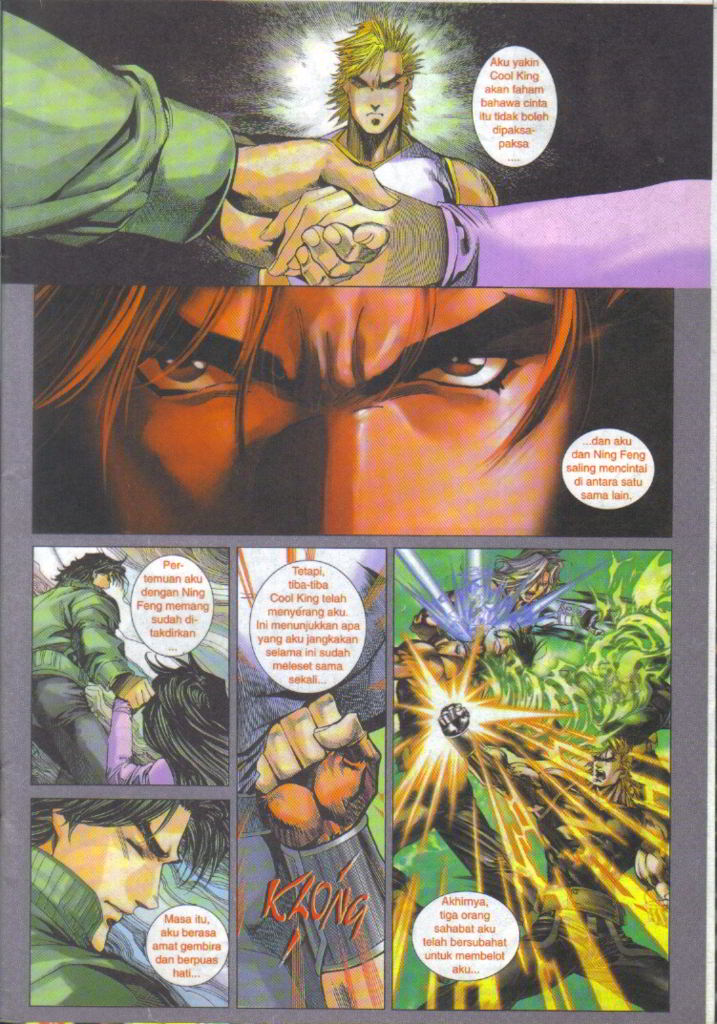 Aku yakin
Cool King
akan faham
bahawa cinta
itu tidak boleh
dipaksa-
paksa
....
...dan aku
dan Ning Feng
saling mencintai
di antara satu
sama lain.
Per-
temuan aku
dengan Ning
Feng memang
sudah di-
takdirkan
...
Masa itu,
aku berasa
amat gembira
dan berpuas
hati...
Tetapi,
tiba-tiba
Cool King telah
menyerang aku.
Ini menunjukkan apa
yang aku jangkakan
selama ini sudah
meleset sama
sekali...
KZONG
Akhirnya,
tiga orang
sahabat aku
telah bersubahat
untuk membelot
aku...